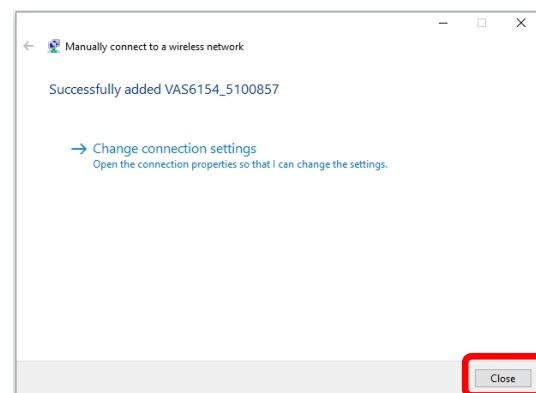 Manually connect to a wireless network
Successfully added VAS6154_5100857
Change connection settings
Open the connection properties so that I can change the settings.
Close